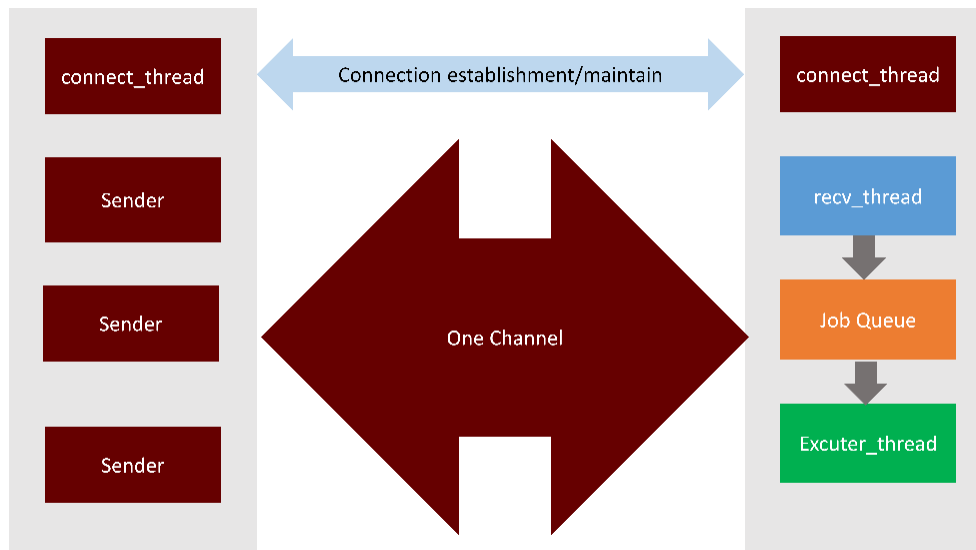 connect_thread
Connection establishment/maintain
connect_thread
Sender
recv_thread
Sender
One Channel
Job Queue
Sender
Excuter_thread